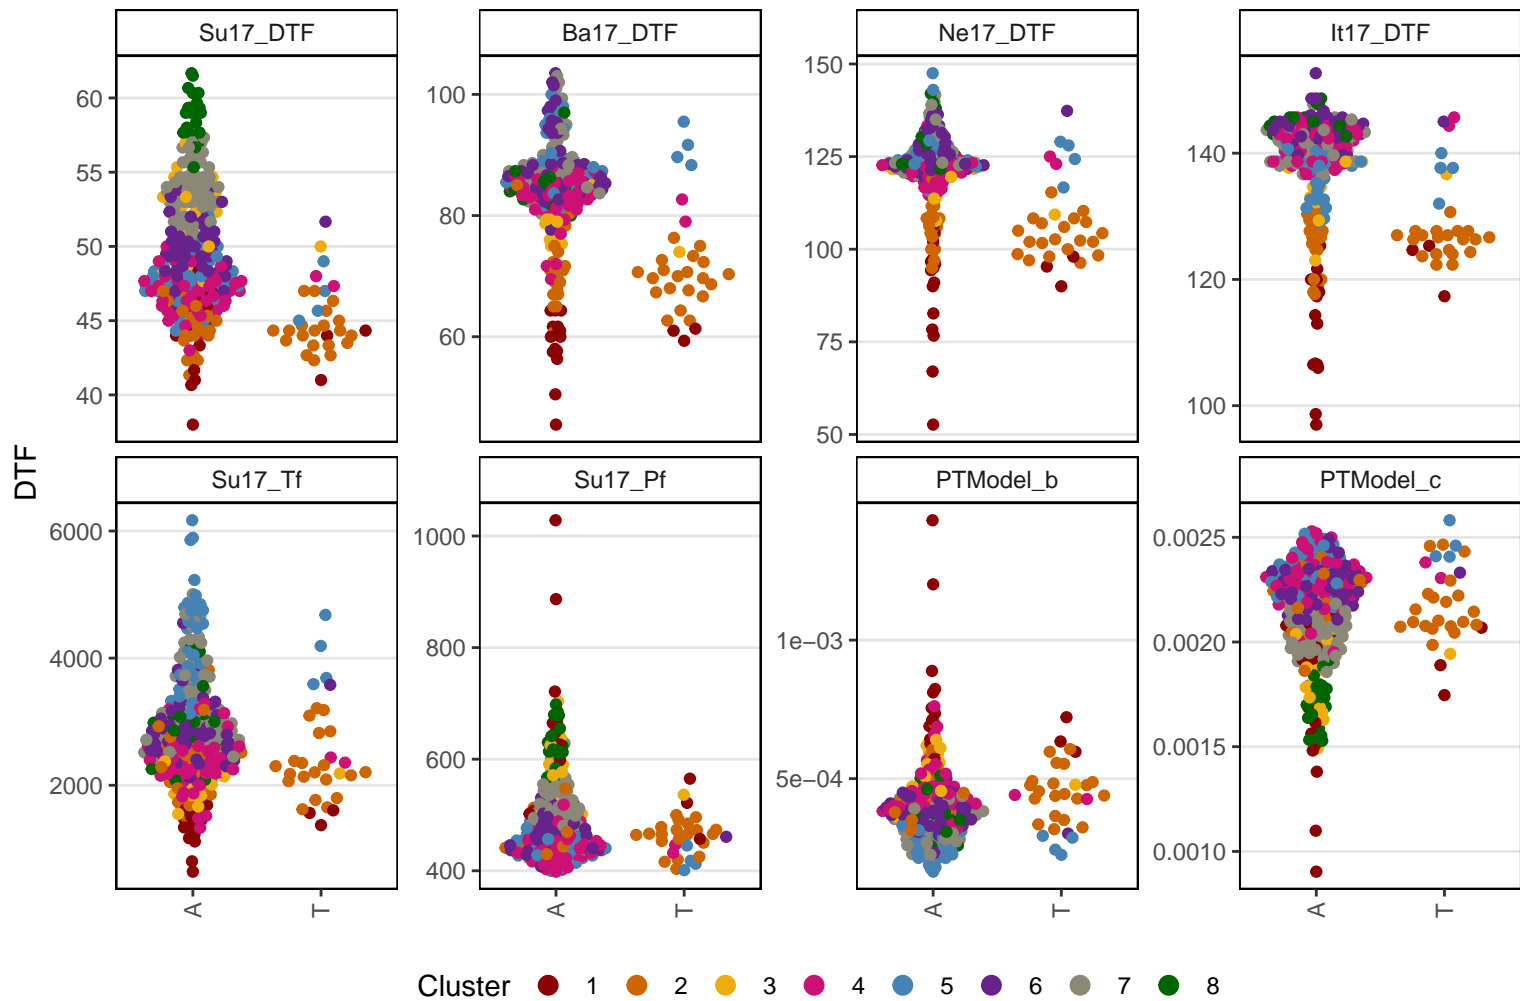 Su17_DTF
Ba17_DTF
Ne17_DTF
It17_DTF
60
55
50
45
40
100
80
60
150
125
100
75
50
140
120
100
DTF
Su17_Tf
Su17_Pf
PTModel_b
PTModel_c
6000
4000
2000
1000
800
600
400
1e−03
5e−04
0.0025
0.0020
0.0015
0.0010
A
T
A
T
A
T
A
T
Cluster 1 2 3 4 5 6 7 8